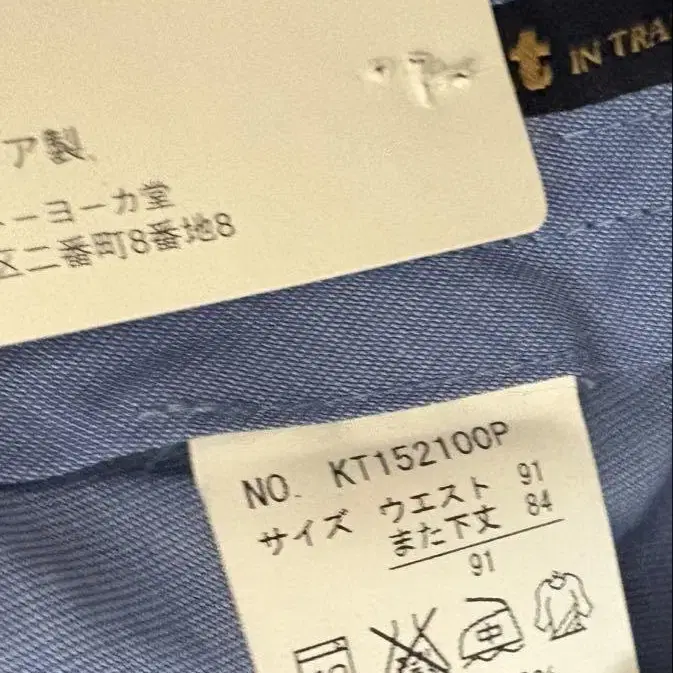 t IN TRA
ア製
ーヨーカ堂
区二番町8番地8
NO. KT152100P
サイズ ウエスト 91
また下丈 84
91
中